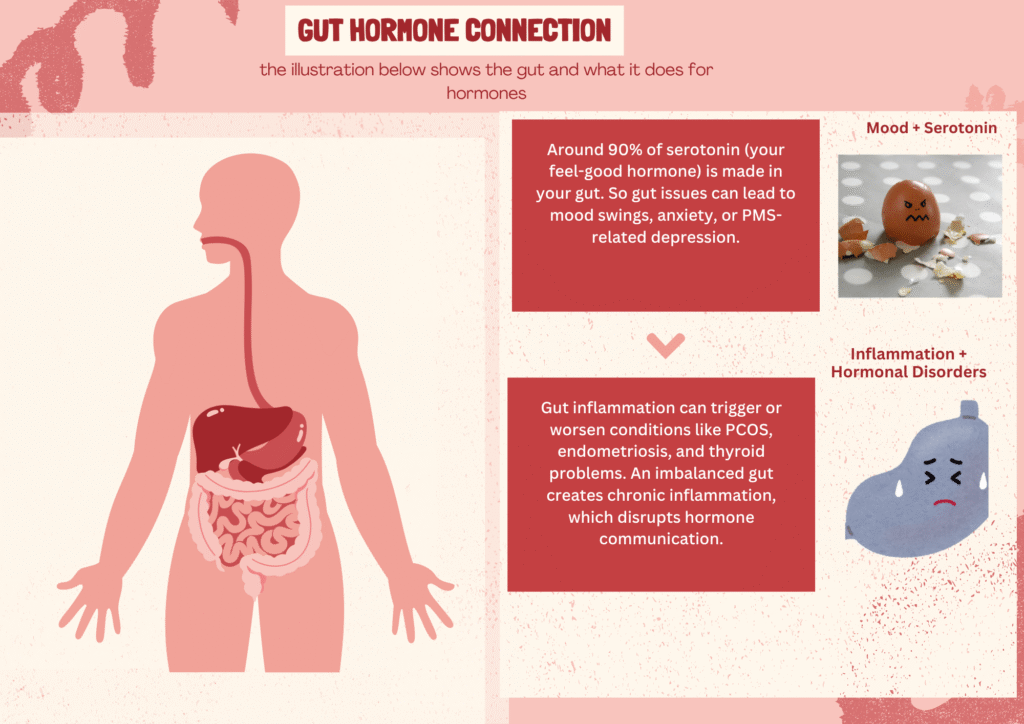 GUT HORMONE CONNECTION
the illustration below shows the gut and what it does for
hormones
Around 90% of serotonin (your
feel-good hormone) is made in
your gut. So gut issues can lead to
mood swings, anxiety, or PMS-
related depression.
Mood + Serotonin
Inflammation +
Hormonal Disorders
Gut inflammation can trigger or
worsen conditions like PCOS,
endometriosis, and thyroid
problems. An imbalanced gut
creates chronic inflammation,
which disrupts hormone
communication.